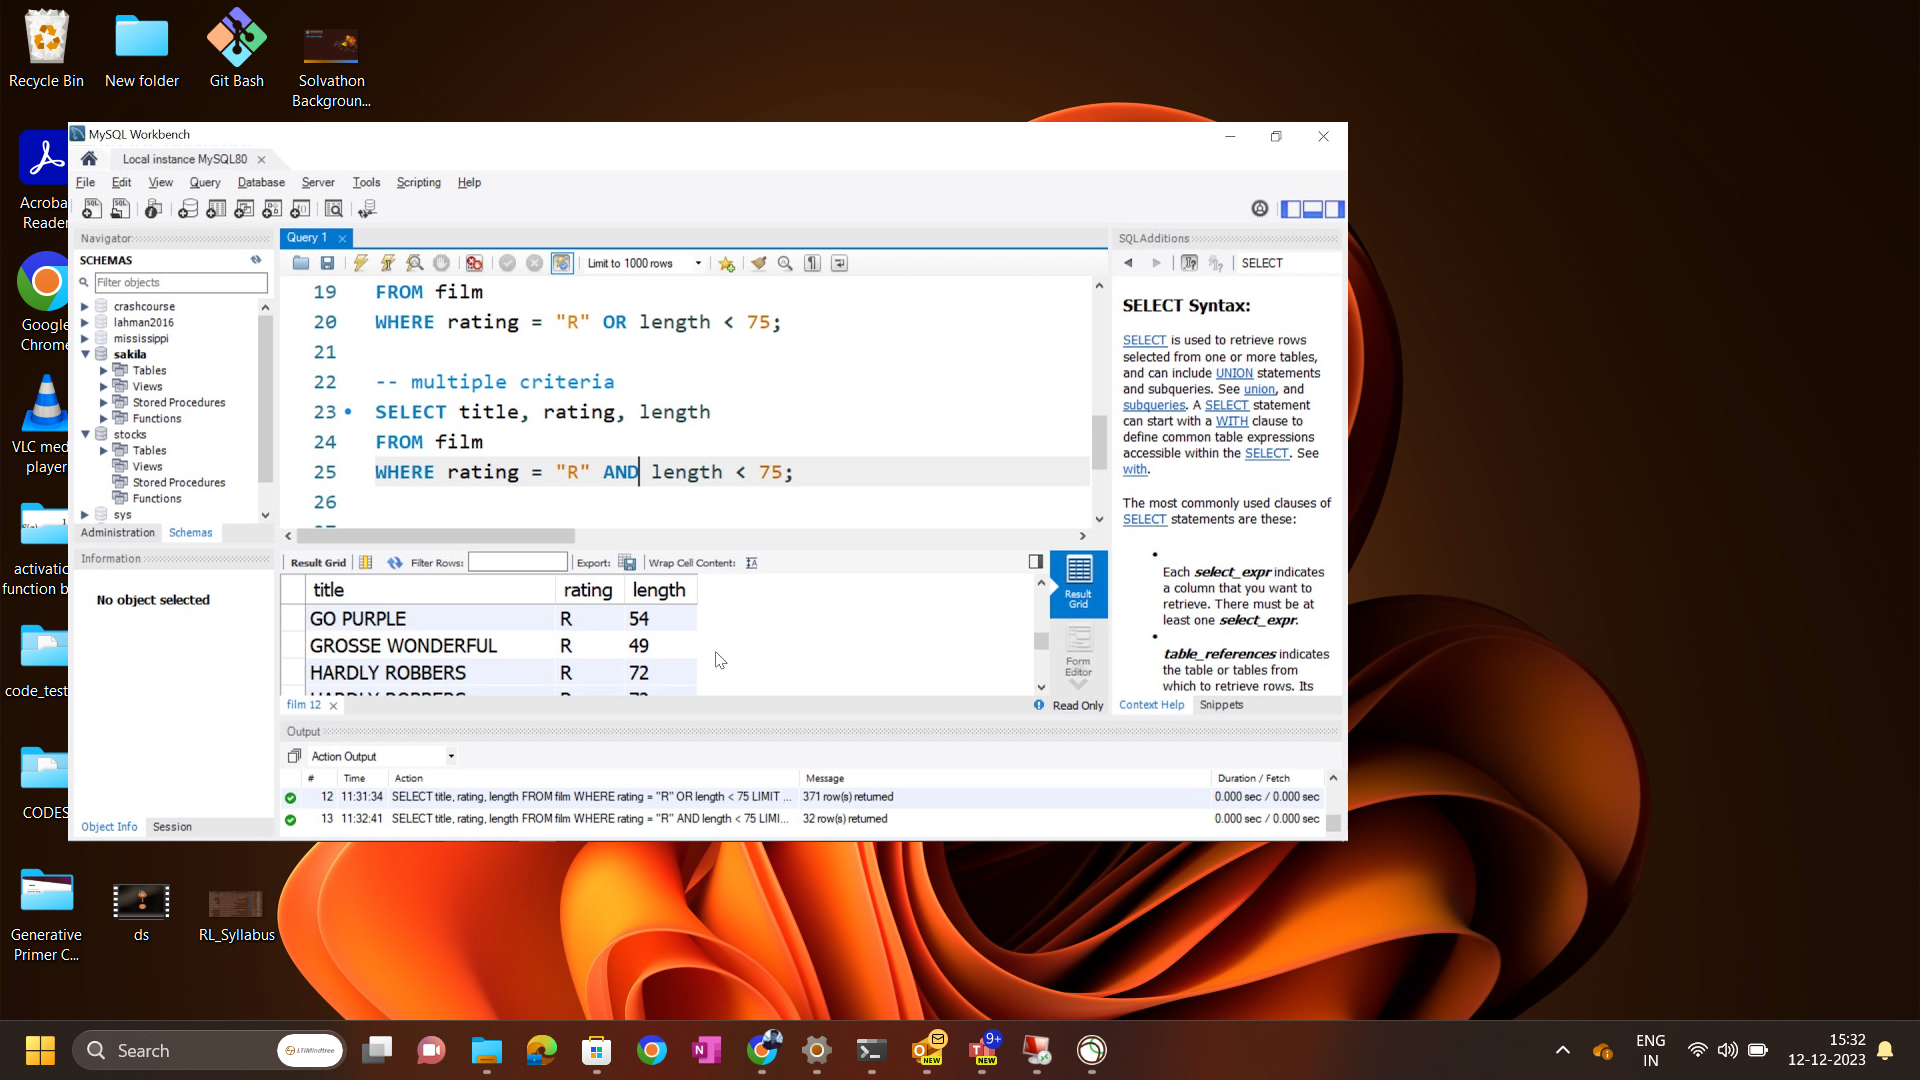 Recycle Bin
New folder
Git Bash
Solvathon
Backgroun...
Acroba
Reader
Google
Chrome
VLC med
player
activatio
function b
code_test
CODES
Generative
Primer C...
ds
RL_Syllabus
MySQL Workbench
Local instance MySQL80
File Edit View Query Database Server Tools Scripting Help
Navigator
SCHEMAS
Filter objects
crashcourse
lahman2016
mississippi
sakila
Tables
Views
Stored Procedures
Functions
stocks
Tables
Views
Stored Procedures
Functions
sys
Administration Schemas
Information
No object selected
Object Info Session
Query 1
Limit to 1000 rows
19 FROM film
20 WHERE rating = "R" OR length < 75;
21
22 -- multiple criteria
23 SELECT title, rating, length
24 FROM film
25 WHERE rating = "R" AND length < 75;
26
Result Grid Filter Rows: Export: Wrap Cell Content:
title rating length
GO PURPLE R 54
GROSSE WONDERFUL R 49
HARDLY ROBBERS R 72
Result
Grid
Form
Editor
film 12
Read Only
SQLAdditions
SELECT
SELECT Syntax:
SELECT is used to retrieve rows
selected from one or more tables,
and can include UNION statements
and subqueries. See union, and
subqueries. A SELECT statement
can start with a WITH clause to
define common table expressions
accessible within the SELECT. See
with.
The most commonly used clauses of
SELECT statements are these:
Each select_expr indicates
a column that you want to
retrieve. There must be at
least one select_expr.
table_references indicates
the table or tables from
which to retrieve rows. Its
Context Help Snippets
Output
Action Output
# Time Action Message Duration / Fetch
12 11:31:34 SELECT title, rating, length FROM film WHERE rating = "R" OR length < 75 LIMIT ... 371 row(s) returned 0.000 sec / 0.000 sec
13 11:32:41 SELECT title, rating, length FROM film WHERE rating = "R" AND length < 75 LIMI... 32 row(s) returned 0.000 sec / 0.000 sec
Search
LTIMindtree
NEW
9+
NEW
ENG
IN
15:32
12-12-2023